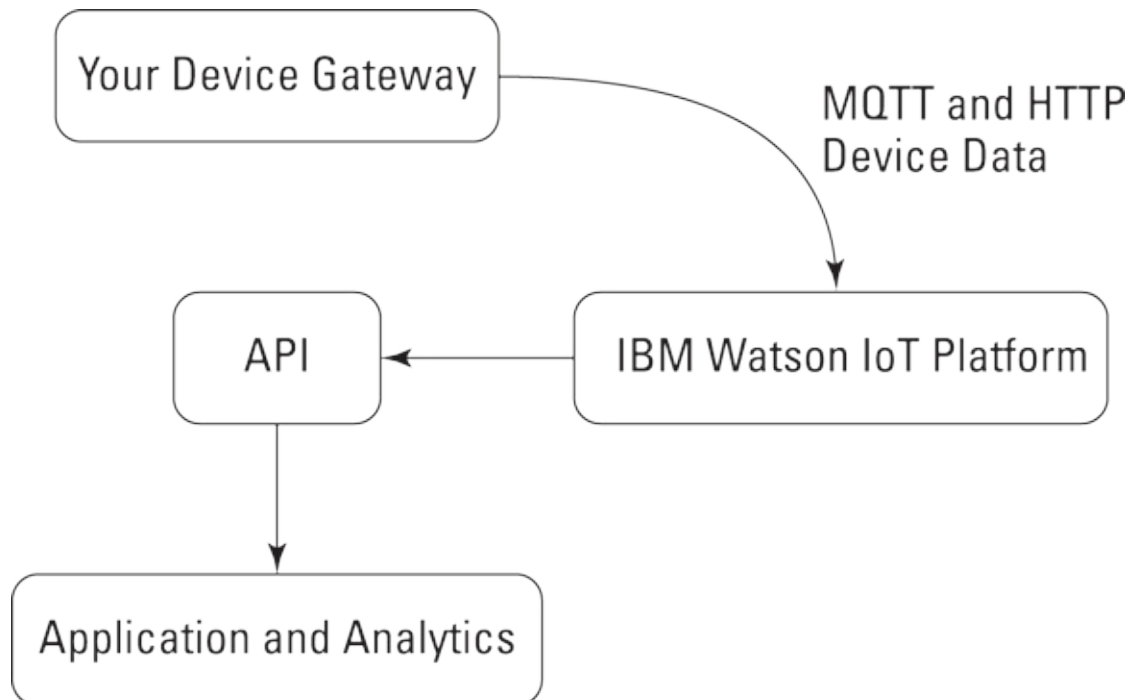 Your Device Gateway
MQTT and HTTP
Device Data
API
IBM Watson IoT Platform
Application and Analytics